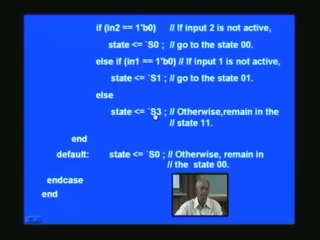 if (in2 == 1'b0) // If input 2 is not active,
state <= `S0 ; // go to the state 00.
else if (in1 == 1'b0) // If input 1 is not active,
state <= `S1 ; // go to the state 01.
else
state <= `S3 ; // Otherwise,remain in the
// state 11.
end
default: state <= `S0 ; // Otherwise, remain in
// the state 00.
endcase
end